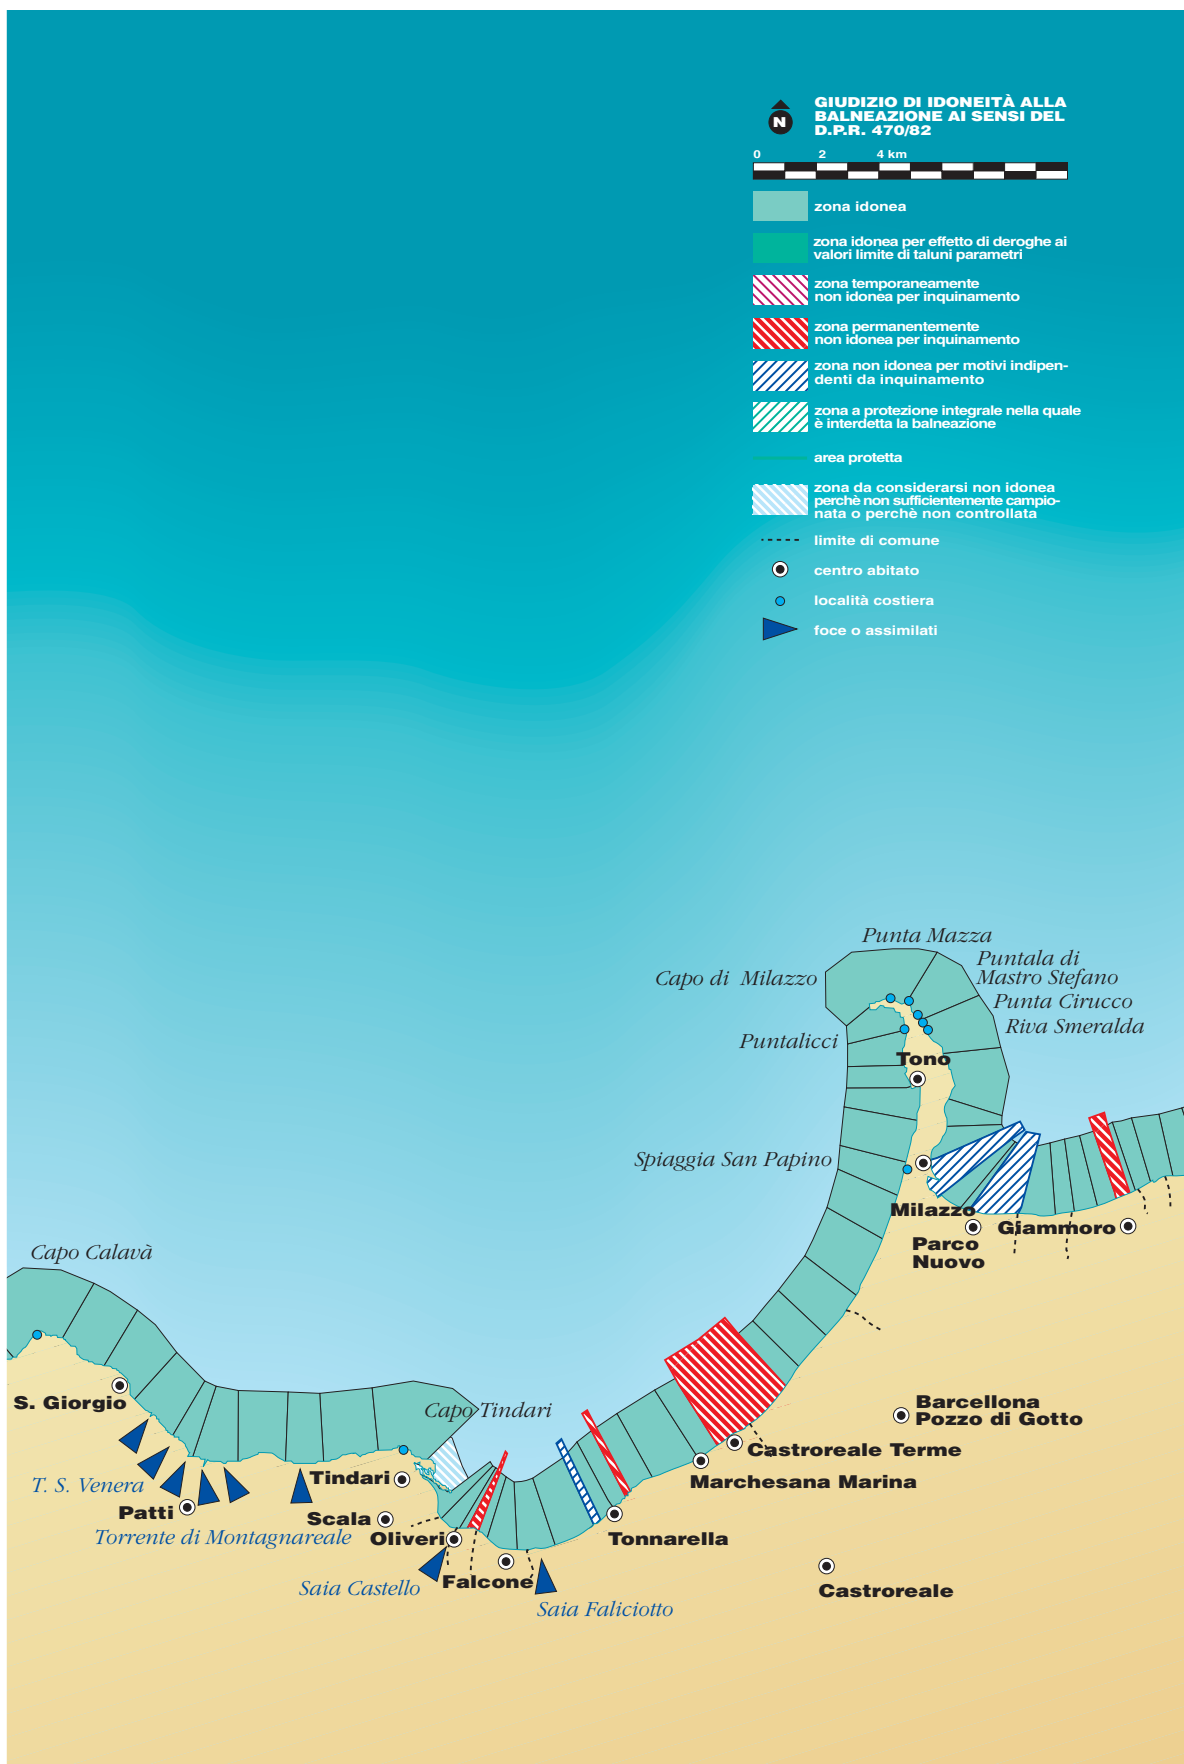 N
GIUDIZIO DI IDONEITÀ ALLA
BALNEAZIONE AI SENSI DEL
D.P.R. 470/82
0 2 4 km
zona idonea
zona idonea per effetto di deroghe ai
valori limite di taluni parametri
zona temporaneamente
non idonea per inquinamento
zona permanentemente
non idonea per inquinamento
zona non idonea per motivi indipen-
denti da inquinamento
zona a protezione integrale nella quale
è interdetta la balneazione
area protetta
zona da considerarsi non idonea
perchè non sufficientemente campio-
nata o perchè non controllata
limite di comune
centro abitato
località costiera
foce o assimilati
Punta Mazza
Capo di Milazzo
Puntala di
Mastro Stefano
Punta Cirucco
Riva Smeralda
Puntalicci
Tono
Spiaggia San Papino
Milazzo
Parco
Nuovo
Giammoro
Capo Calavà
S. Giorgio
Capo Tindari
Barcellona
Pozzo di Gotto
Castroreale Terme
Marchesana Marina
T. S. Venera
Tindari
Patti
Scala
Torrente di Montagnareale
Oliveri
Tonnarella
Saia Castello
Falcone
Saia Faliciotto
Castroreale